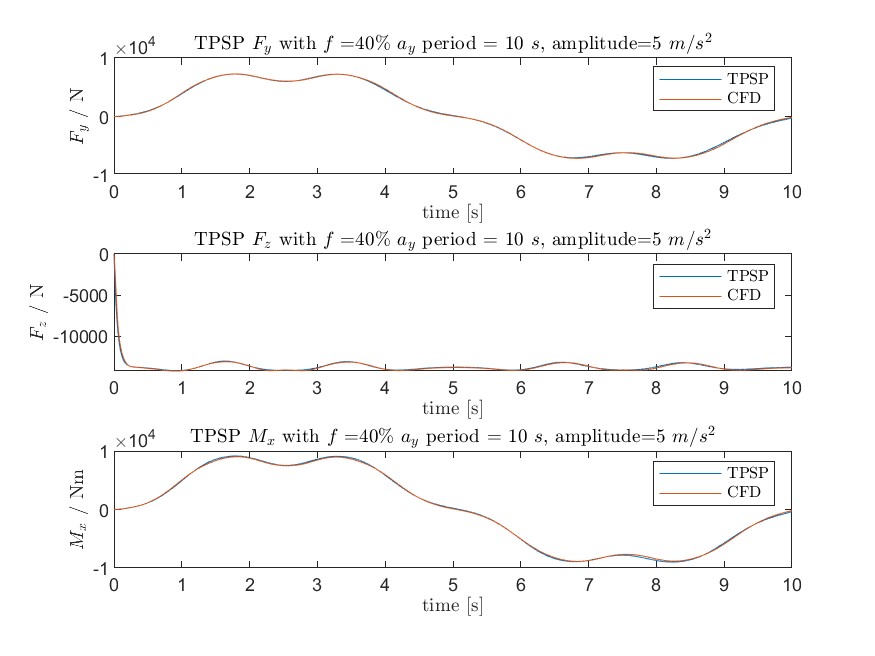 TPSP F_y with f =40% a_y period = 10 s, amplitude=5 m/s²
×10⁴
1
0
-1
F_y / N
TPSP
CFD
0 1 2 3 4 5 6 7 8 9 10
time [s]
TPSP F_z with f =40% a_y period = 10 s, amplitude=5 m/s²
0
-5000
-10000
F_z / N
TPSP
CFD
0 1 2 3 4 5 6 7 8 9 10
time [s]
TPSP M_x with f =40% a_y period = 10 s, amplitude=5 m/s²
×10⁴
1
0
-1
M_x / Nm
TPSP
CFD
0 1 2 3 4 5 6 7 8 9 10
time [s]